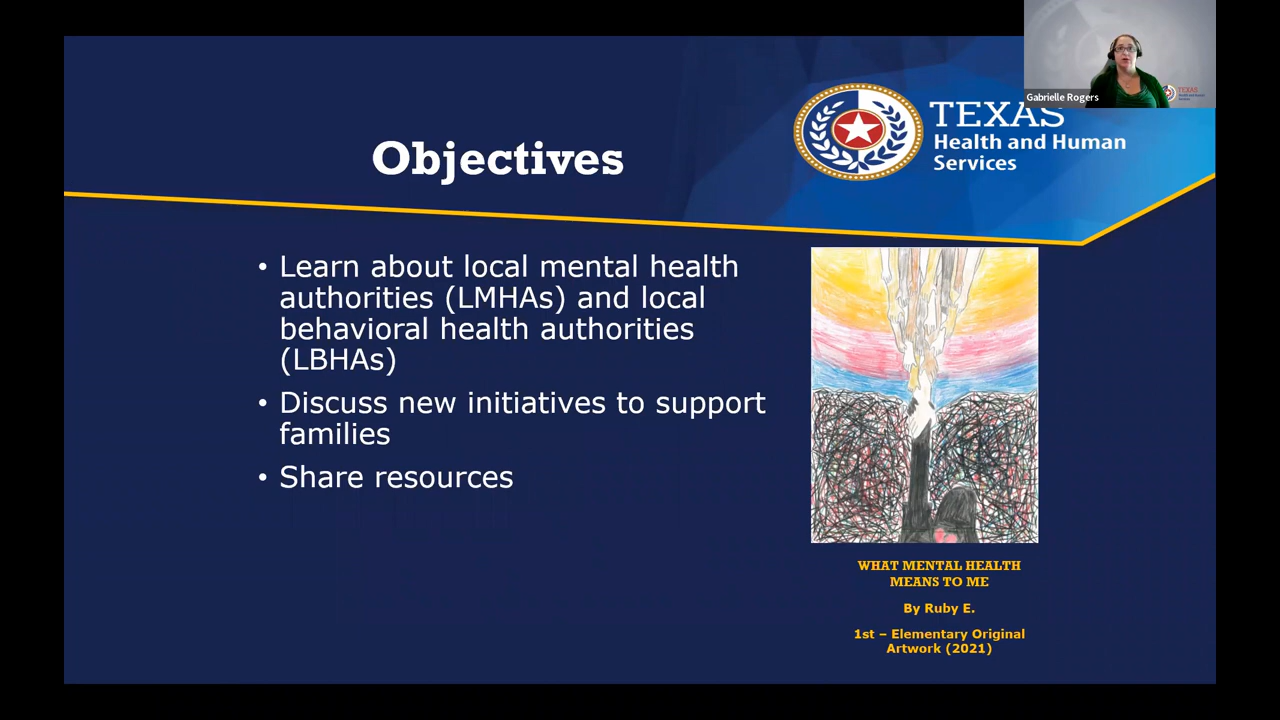 Gabrielle Rogers
TEXAS
Health and Human
Services
Objectives
• Learn about local mental health
authorities (LMHAs) and local
behavioral health authorities
(LBHAs)
• Discuss new initiatives to support
families
• Share resources
WHAT MENTAL HEALTH
MEANS TO ME
By Ruby E.
1st – Elementary Original
Artwork (2021)